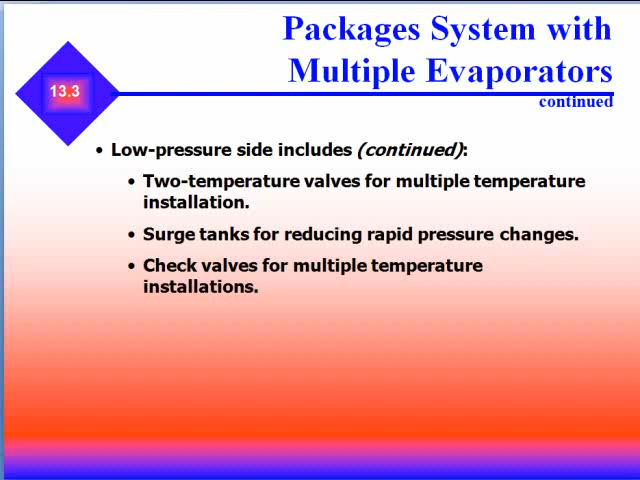 Packages System with
Multiple Evaporators
continued
13.3
• Low-pressure side includes (continued):
• Two-temperature valves for multiple temperature
installation.
• Surge tanks for reducing rapid pressure changes.
• Check valves for multiple temperature
installations.